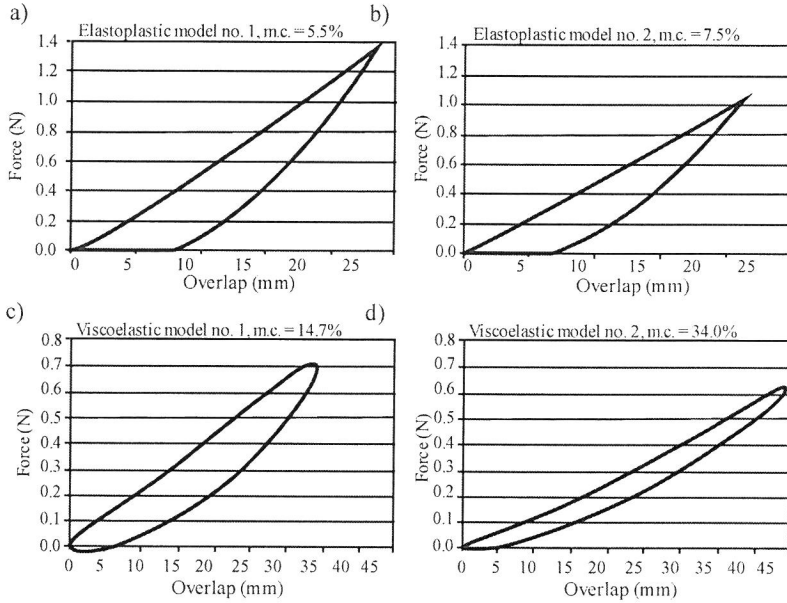 a)
Elastoplastic model no. 1, m.c. = 5.5%
1.4
1.2
1.0
0.8
0.6
0.4
0.2
0.0
Force (N)
0 5 10 15 20 25
Overlap (mm)
b)
Elastoplastic model no. 2, m.c. = 7.5%
1.4
1.2
1.0
0.8
0.6
0.4
0.2
0.0
Force (N)
0 5 10 15 20 25
Overlap (mm)
c)
Viscoelastic model no. 1, m.c. = 14.7%
0.8
0.7
0.6
0.5
0.4
0.3
0.2
0.1
0.0
Force (N)
0 5 10 15 20 25 30 35 40 45
Overlap (mm)
d)
Viscoelastic model no. 2, m.c. = 34.0%
0.8
0.7
0.6
0.5
0.4
0.3
0.2
0.1
0.0
Force (N)
0 5 10 15 20 25 30 35 40 45
Overlap (mm)